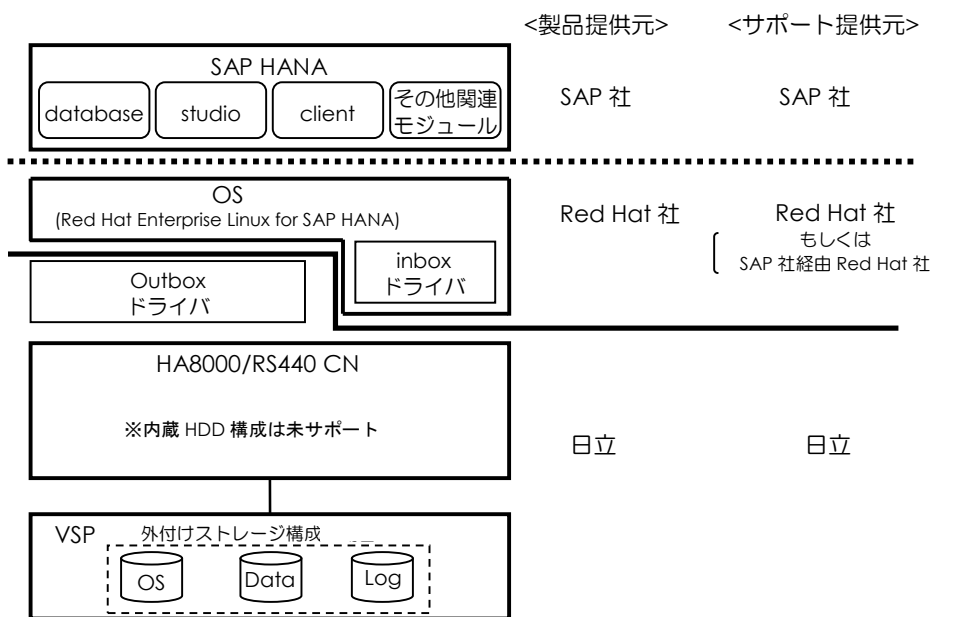 <製品提供元> <サポート提供元>
SAP HANA
database studio client その他関連
モジュール
SAP 社 SAP 社
OS
(Red Hat Enterprise Linux for SAP HANA)
Red Hat 社 Red Hat 社
もしくは
SAP 社経由 Red Hat 社
inbox
ドライバ
Outbox
ドライバ
HA8000/RS440 CN
※内蔵 HDD 構成は未サポート
日立 日立
VSP 外付けストレージ構成
OS Data Log